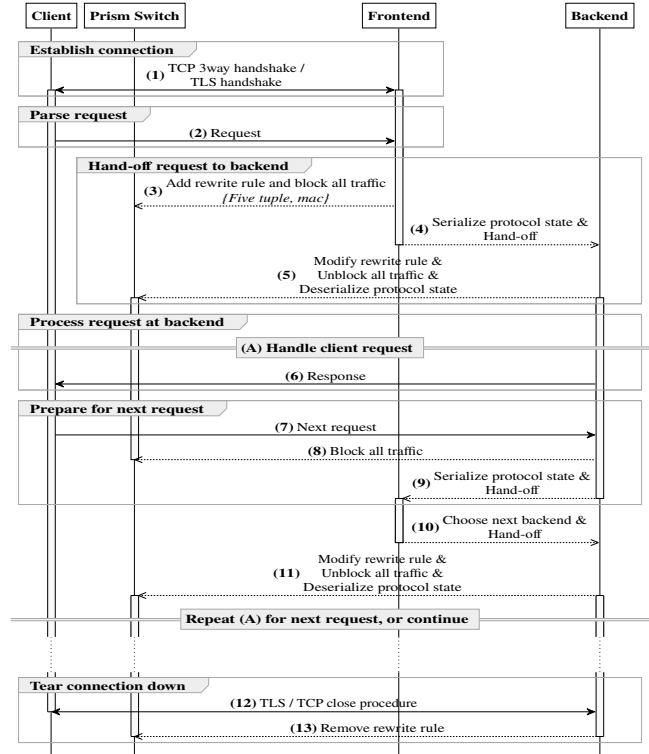 Client Prism Switch Frontend Backend
Establish connection
(1) TCP 3way handshake /
TLS handshake
Parse request
(2) Request
Hand-off request to backend
(3) Add rewrite rule and block all traffic
{Five tuple, mac}
(4) Serialize protocol state &
Hand-off
Modify rewrite rule &
(5) Unblock all traffic &
Deserialize protocol state
Process request at backend
(A) Handle client request
(6) Response
Prepare for next request
(7) Next request
(8) Block all traffic
(9) Serialize protocol state &
Hand-off
(10) Choose next backend &
Hand-off
Modify rewrite rule &
(11) Unblock all traffic &
Deserialize protocol state
Repeat (A) for next request, or continue
Tear connection down
(12) TLS / TCP close procedure
(13) Remove rewrite rule